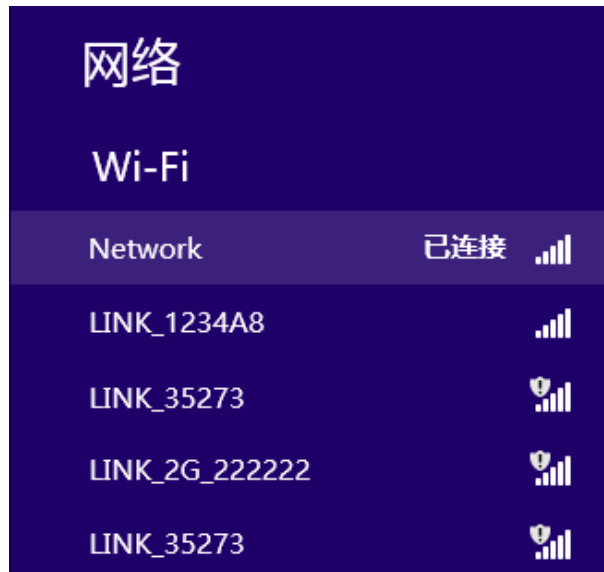 网络
Wi-Fi
Network 已连接
LINK_1234A8
LINK_35273
LINK_2G_222222
LINK_35273